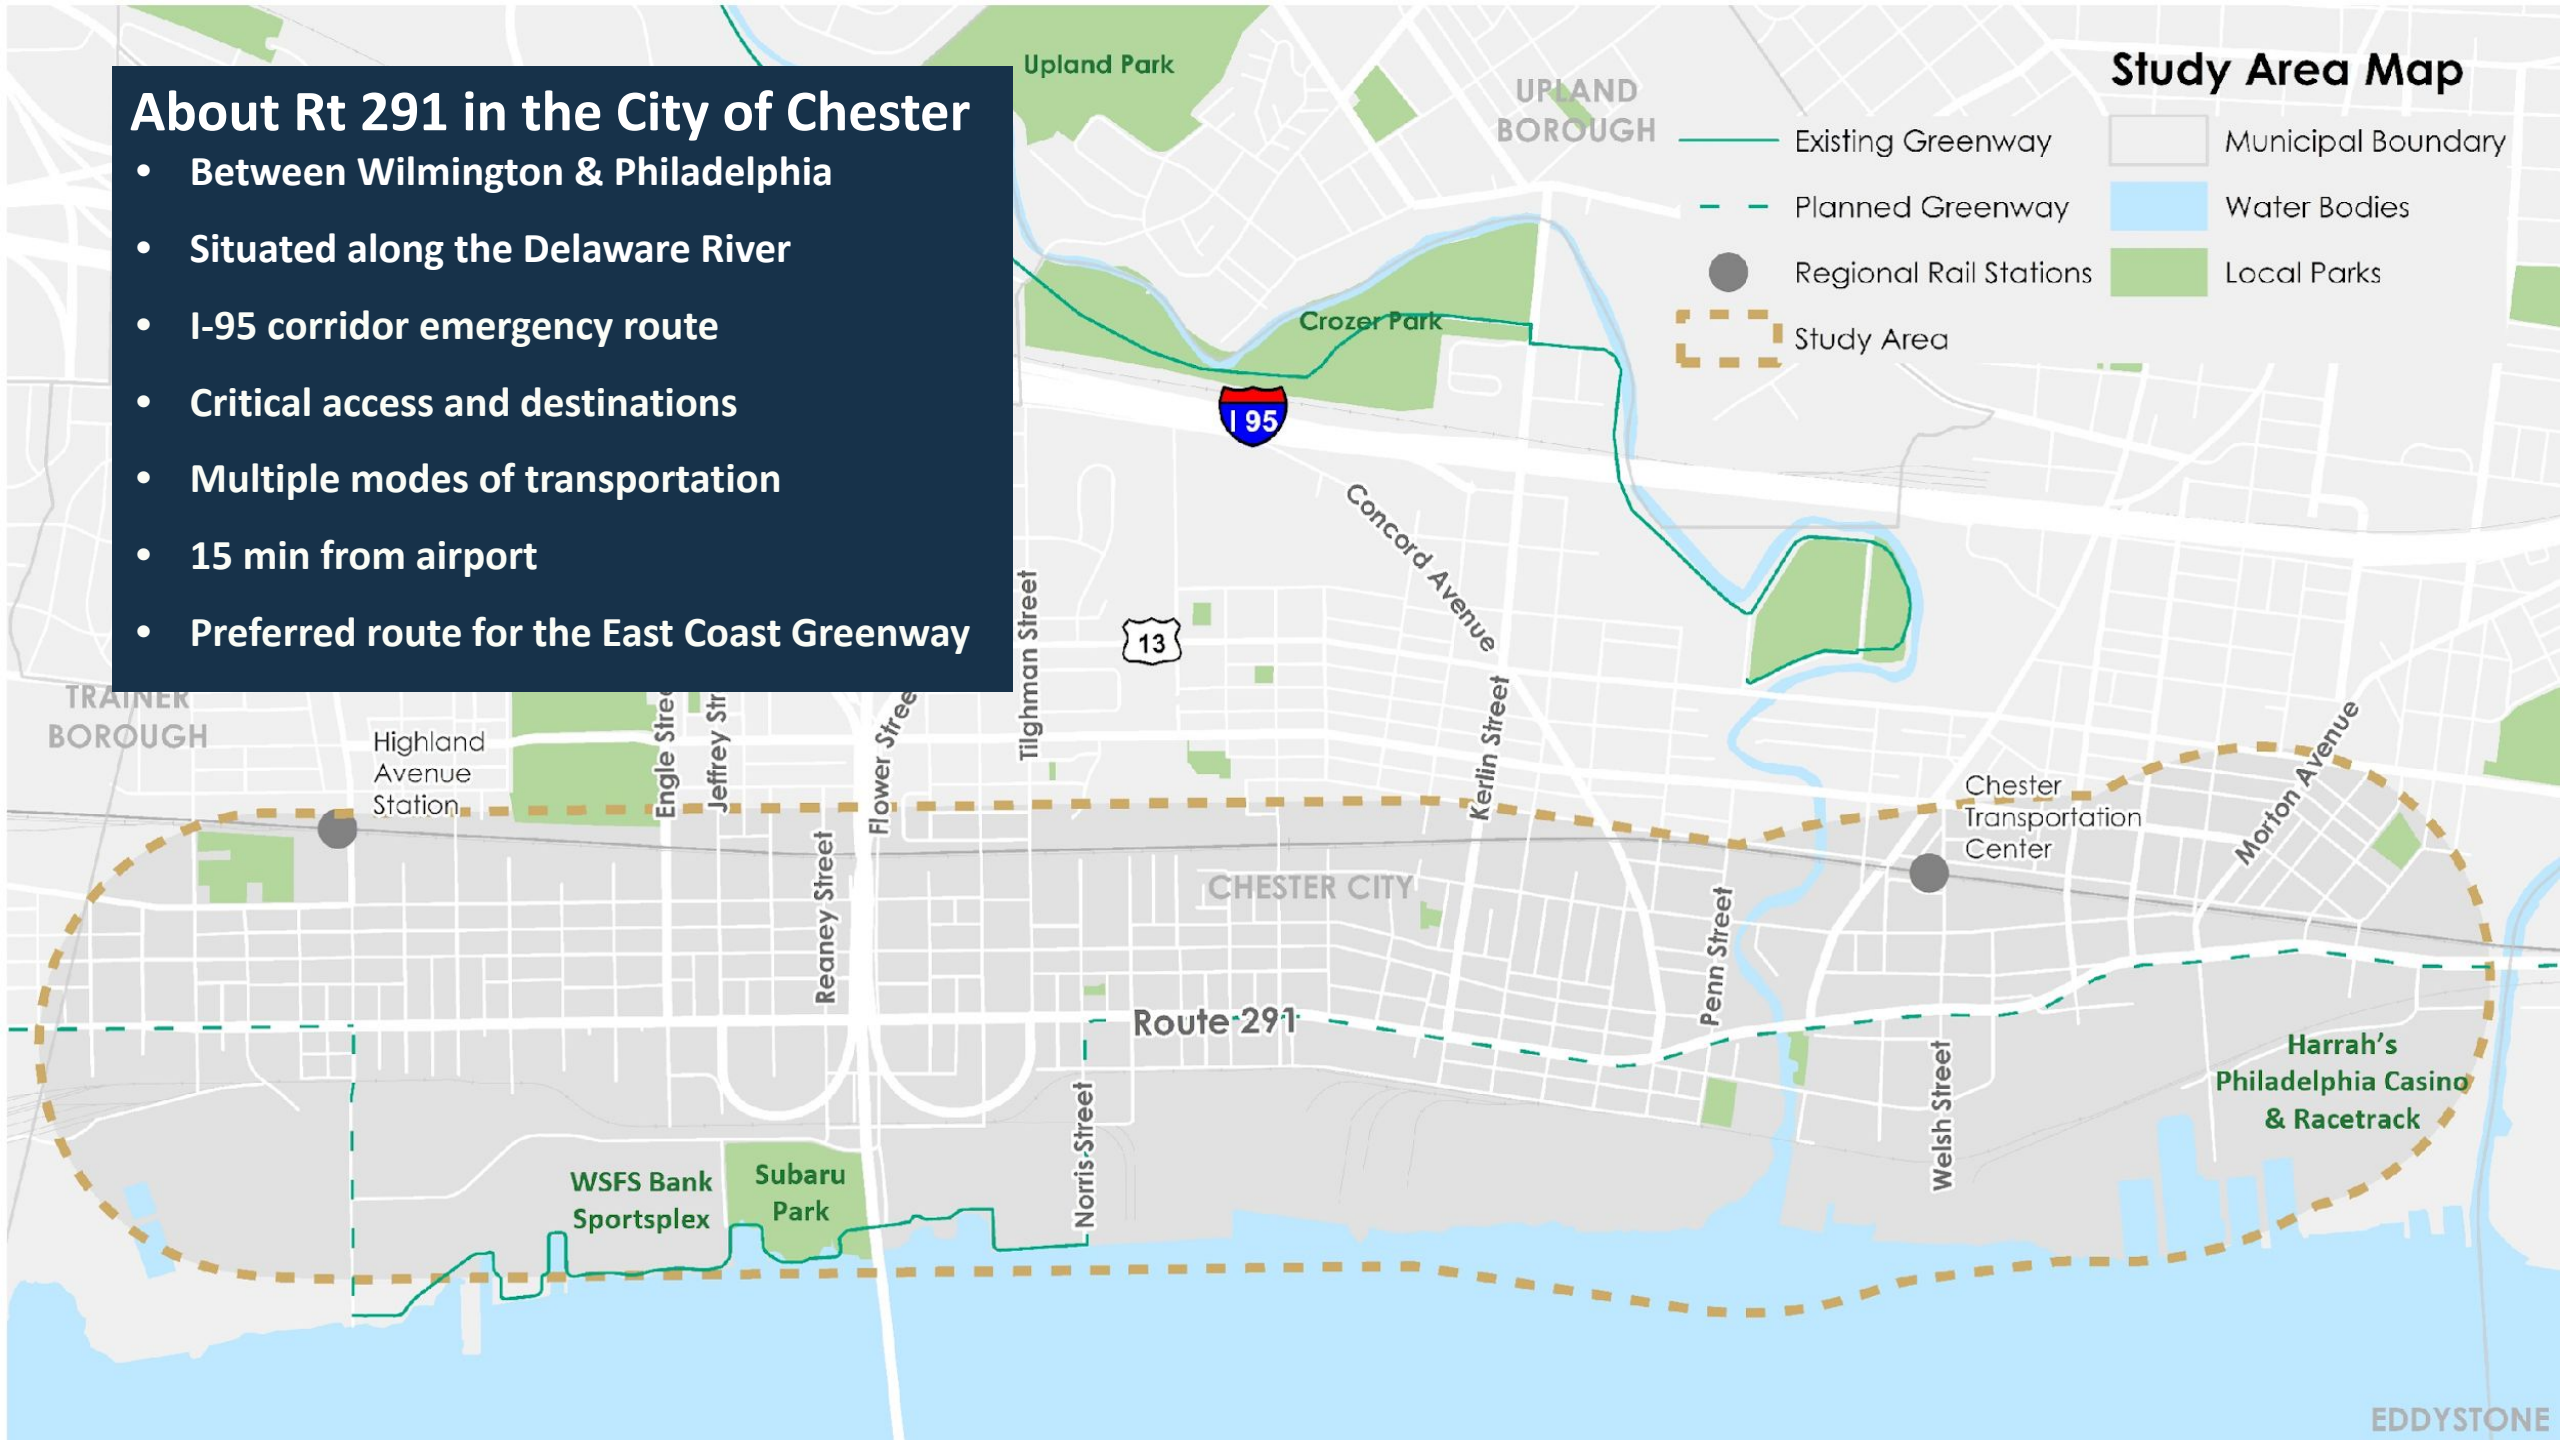 About Rt 291 in the City of Chester
• Between Wilmington & Philadelphia
• Situated along the Delaware River
• I-95 corridor emergency route
• Critical access and destinations
• Multiple modes of transportation
• 15 min from airport
• Preferred route for the East Coast Greenway
Study Area Map
Existing Greenway
Planned Greenway
Regional Rail Stations
Study Area
Municipal Boundary
Water Bodies
Local Parks
Upland Park
UPLAND
BOROUGH
Crozer Park
I 95
Concord Avenue
13
Tilghman Street
TRAINER
BOROUGH
Highland
Avenue
Station
Engle Stree
Jeffrey Str
Flower Stree
Kerlin Street
Chester
Transportation
Center
Morton Avenue
Reaney Street
CHESTER CITY
Penn Street
Route 291
Harrah's
Philadelphia Casino
& Racetrack
Welsh Street
Norris Street
WSFS Bank
Sportsplex
Subaru
Park
EDDYSTONE